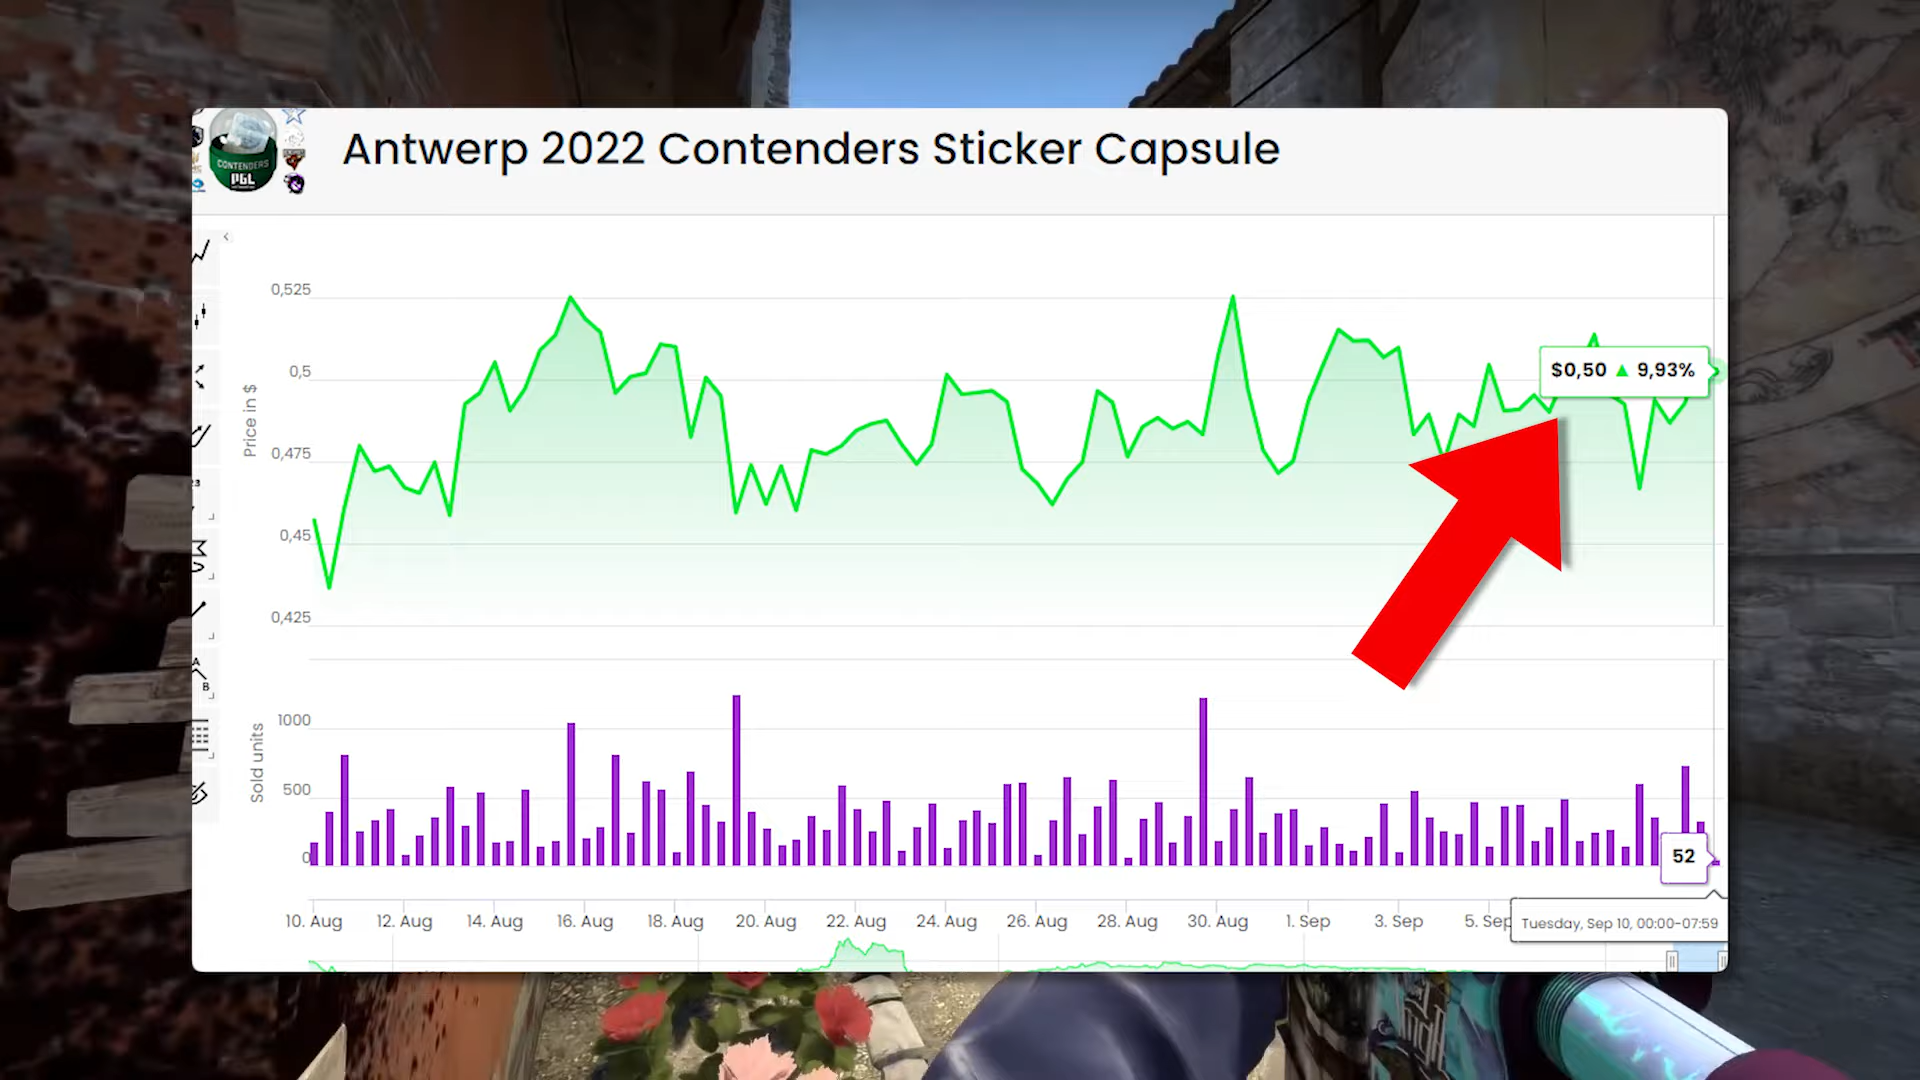 CONTENDERS
PGL
Antwerp 2022 Contenders Sticker Capsule
0,525
0,5
0,475
0,45
0,425
Price in $
$0,50 ▲ 9,93%
A
B
1000
500
0
Sold units
52
10. Aug 12. Aug 14. Aug 16. Aug 18. Aug 20. Aug 22. Aug 24. Aug 26. Aug 28. Aug 30. Aug 1. Sep 3. Sep 5. Sep
Tuesday, Sep 10, 00:00-07:59